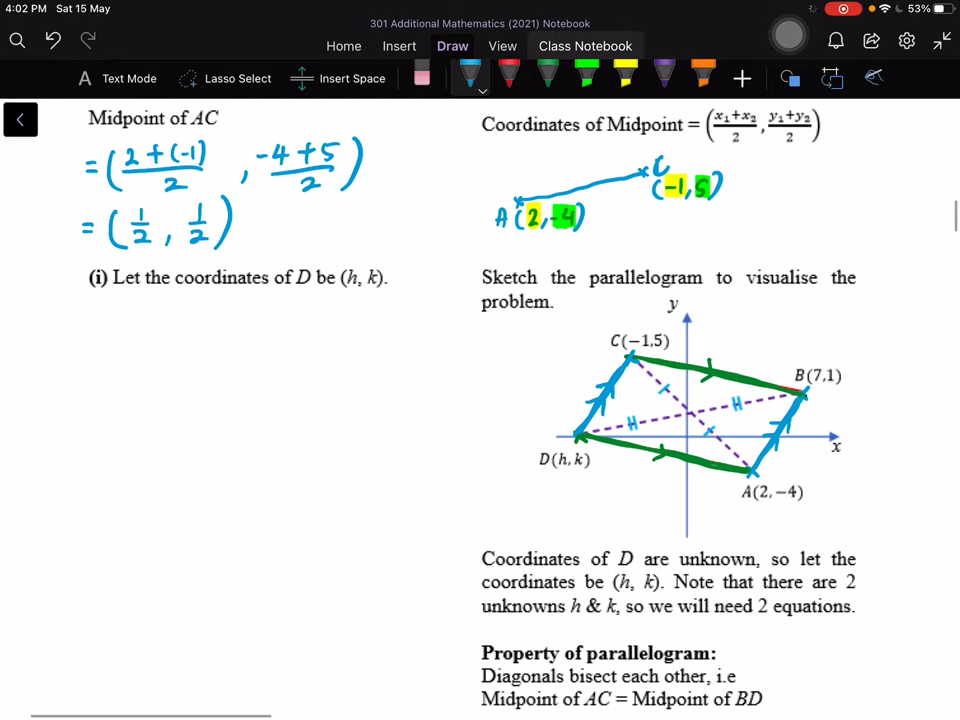 4:02 PM Sat 15 May
53%
301 Additional Mathematics (2021) Notebook
Home Insert Draw View Class Notebook
Text Mode Lasso Select Insert Space
Midpoint of AC
= (2 + (-1)/2 , -4 + 5/2)
= (1/2 , 1/2)
(i) Let the coordinates of D be (h, k).
Coordinates of Midpoint = (x₁+x₂/2 , y₁+y₂/2)
C
(-1,5)
A(2,-4)
Sketch the parallelogram to visualise the
problem.
y
C(−1,5)
B(7,1)
x
D(h, k)
A(2,−4)
Coordinates of D are unknown, so let the
coordinates be (h, k). Note that there are 2
unknowns h & k, so we will need 2 equations.
Property of parallelogram:
Diagonals bisect each other, i.e
Midpoint of AC = Midpoint of BD